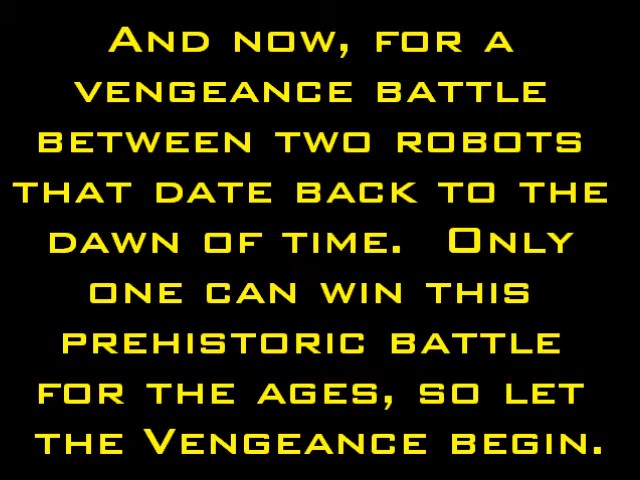 And now, for a
vengeance battle
between two robots
that date back to the
dawn of time. Only
one can win this
prehistoric battle
for the ages, so let
the Vengeance begin.